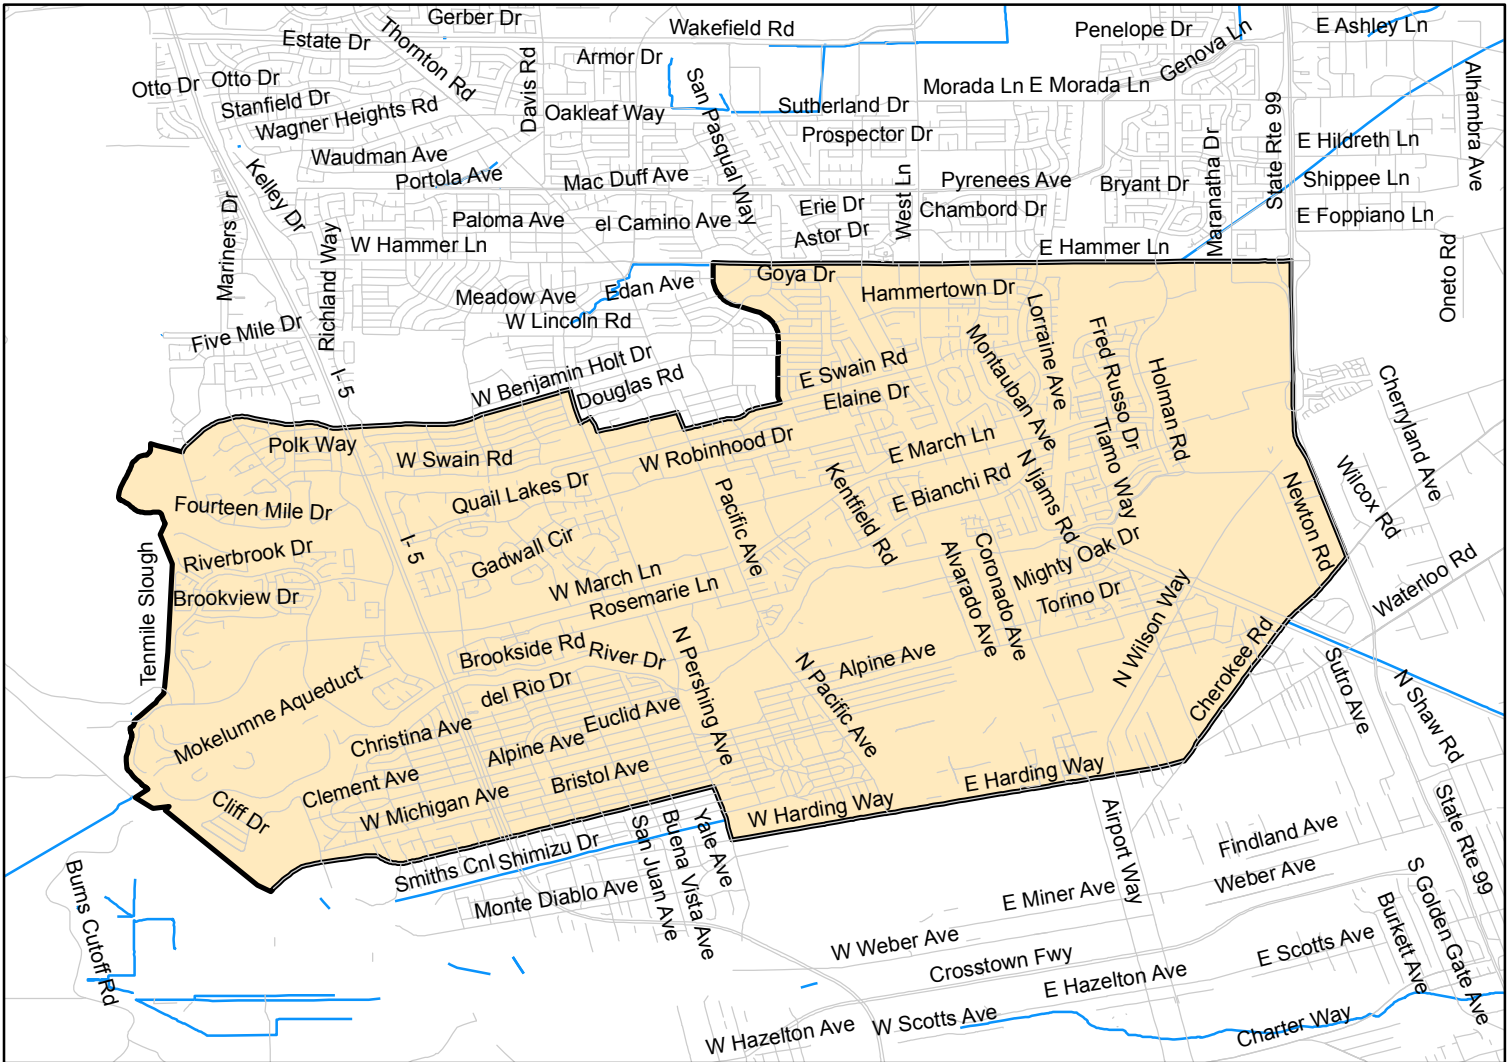 Gerber Dr
Wakefield Rd
Penelope Dr
E Ashley Ln
Estate Dr
Thornton Rd
Armor Dr
Genova Ln
Otto Dr
Otto Dr
Davis Rd
San Pasqual Way
Morada Ln
E Morada Ln
Alhambra Ave
Stanfield Dr
Wagner Heights Rd
Oakleaf Way
Sutherland Dr
Prospector Dr
State Rte 99
E Hildreth Ln
Waudman Ave
Kelley Dr
Portola Ave
Mac Duff Ave
West Ln
Pyrenees Ave
Bryant Dr
Maranatha Dr
Shippee Ln
Mariners Dr
Paloma Ave
el Camino Ave
Erie Dr
Chambord Dr
E Foppiano Ln
Richland Way
W Hammer Ln
Astor Dr
E Hammer Ln
Oneto Rd
Meadow Ave
Edan Ave
Goya Dr
Hammertown Dr
Five Mile Dr
W Lincoln Rd
Lorraine Ave
Fred Russo Dr
I- 5
W Benjamin Holt Dr
Douglas Rd
E Swain Rd
Elaine Dr
Montauban Ave
Holman Rd
Cherryland Ave
Polk Way
W Swain Rd
W Robinhood Dr
E March Ln
Tiamo Way
Quail Lakes Dr
Kentfield Rd
E Bianchi Rd
N Ijams Rd
Newton Rd
Wilcox Rd
Fourteen Mile Dr
Pacific Ave
I- 5
Riverbrook Dr
Gadwall Cir
Tenmile Slough
Alvarado Ave
Coronado Ave
Mighty Oak Dr
Waterloo Rd
Brookview Dr
W March Ln
Rosemarie Ln
Torino Dr
N Wilson Way
Brookside Rd
River Dr
N Pershing Ave
N Pacific Ave
Alpine Ave
Cherokee Rd
Sutro Ave
N Shaw Rd
Mokelumne Aqueduct
del Rio Dr
Christina Ave
Euclid Ave
Alpine Ave
Clement Ave
Bristol Ave
Cliff Dr
W Michigan Ave
W Harding Way
E Harding Way
State Rte 99
Smiths Cnl
Shimizu Dr
San Juan Ave
Buena Vista Ave
Yale Ave
Airport Way
Findland Ave
Burns Cutoff Rd
Monte Diablo Ave
E Miner Ave
Weber Ave
S Golden Gate Ave
Burkett Ave
W Weber Ave
Crosstown Fwy
E Hazelton Ave
E Scotts Ave
W Hazelton Ave
W Scotts Ave
Charter Way